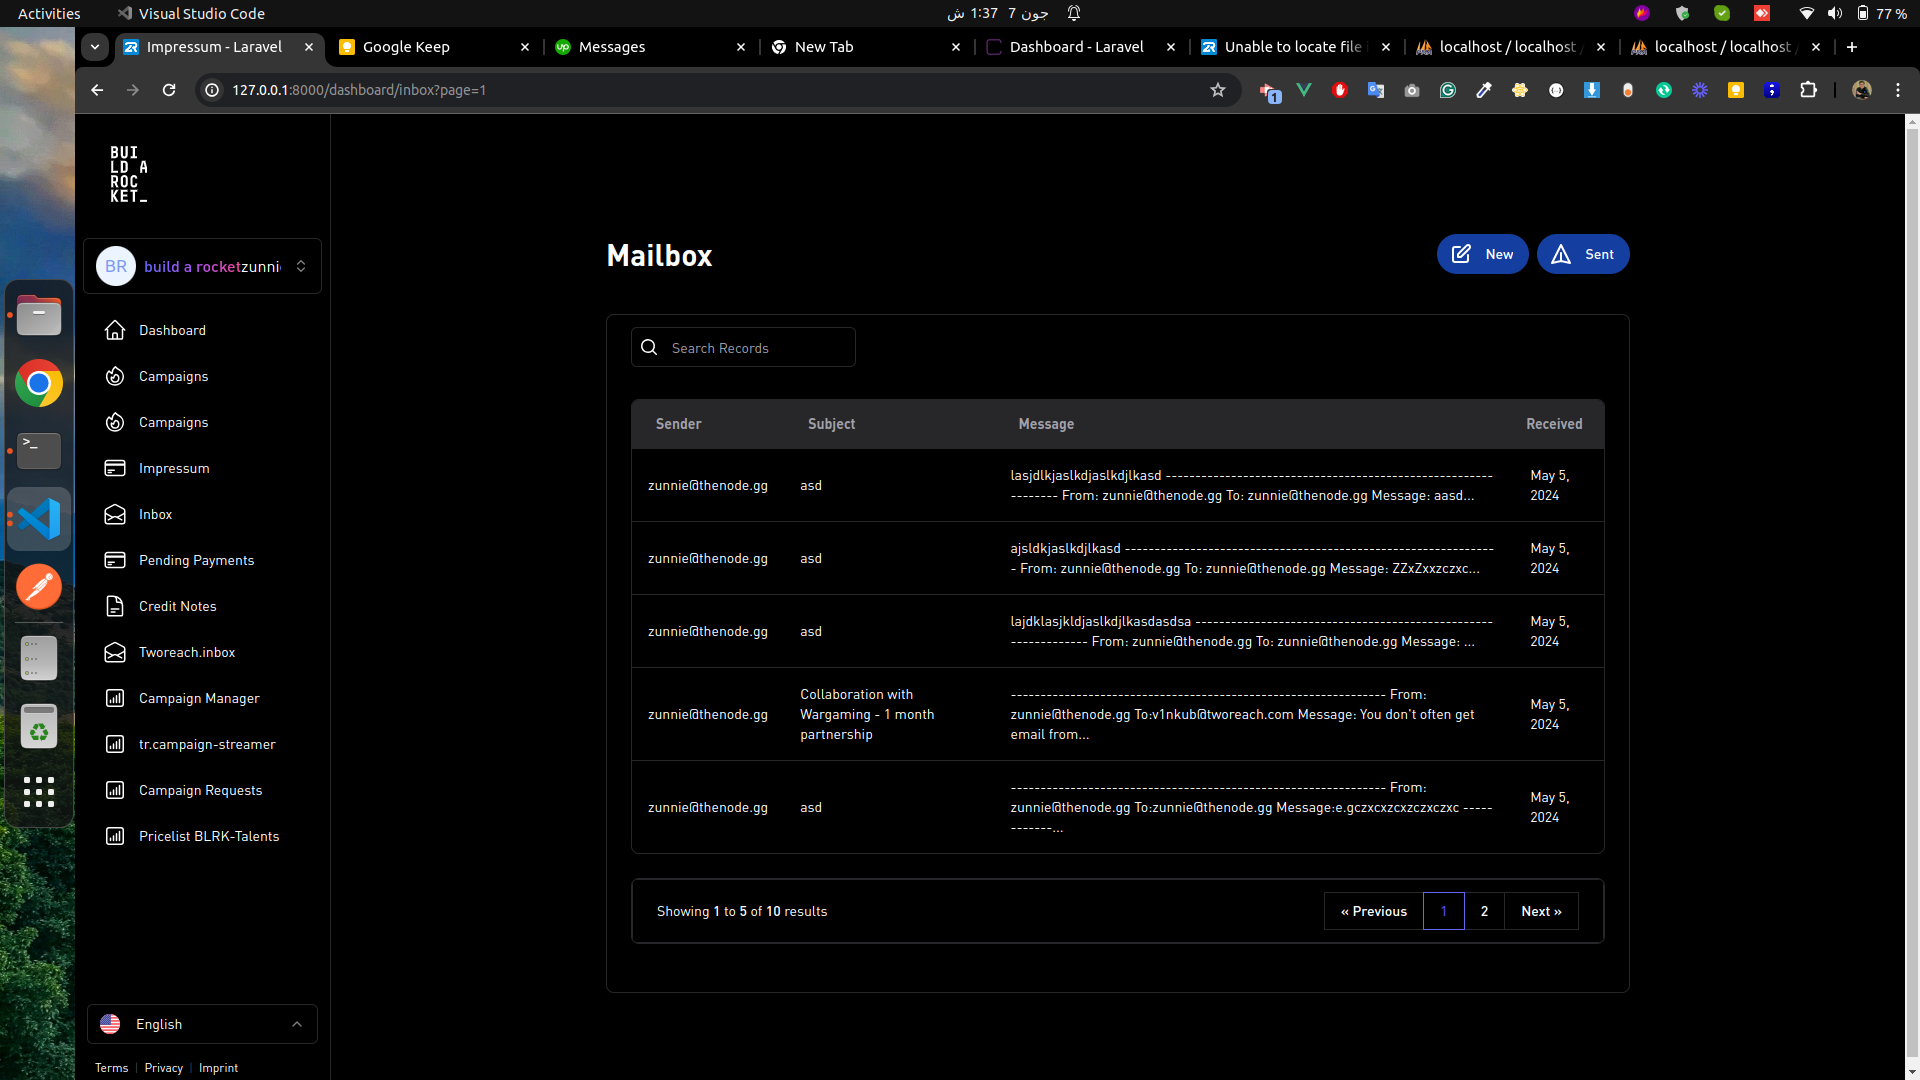 Activities
Visual Studio Code
جون 7  1:37 ش
77 %
Impressum - Laravel
Google Keep
Messages
New Tab
Dashboard - Laravel
Unable to locate file
localhost / localhost
localhost / localhost
127.0.0.1:8000/dashboard/inbox?page=1
1
BUI
LD A
ROC
KET_
BR
build a rocketzunni
Dashboard
Campaigns
Campaigns
Impressum
Inbox
Pending Payments
Credit Notes
Tworeach.inbox
Campaign Manager
tr.campaign-streamer
Campaign Requests
Pricelist BLRK-Talents
English
Terms
Privacy
Imprint
Mailbox
New
Sent
Search Records
Sender Subject Message Received
zunnie@thenode.gg
asd
lasjdlkjaslkdjaslkdjlkasd -------------------------------------------------------
-------- From: zunnie@thenode.gg To: zunnie@thenode.gg Message: aasd...
May 5,
2024
zunnie@thenode.gg
asd
ajsldkjaslkdjlkasd --------------------------------------------------------------
- From: zunnie@thenode.gg To: zunnie@thenode.gg Message: ZZxZxxzczxc...
May 5,
2024
zunnie@thenode.gg
asd
lajdklasjkldjaslkdjlkasdasdsa --------------------------------------------------
------------- From: zunnie@thenode.gg To: zunnie@thenode.gg Message: ...
May 5,
2024
zunnie@thenode.gg
Collaboration with
Wargaming - 1 month
partnership
--------------------------------------------------------------- From:
zunnie@thenode.gg To:v1nkub@tworeach.com Message: You don't often get
email from...
May 5,
2024
zunnie@thenode.gg
asd
--------------------------------------------------------------- From:
zunnie@thenode.gg To:zunnie@thenode.gg Message:e.gczxcxzcxzczxczxc -----
-------...
May 5,
2024
Showing 1 to 5 of 10 results
« Previous 1 2 Next »